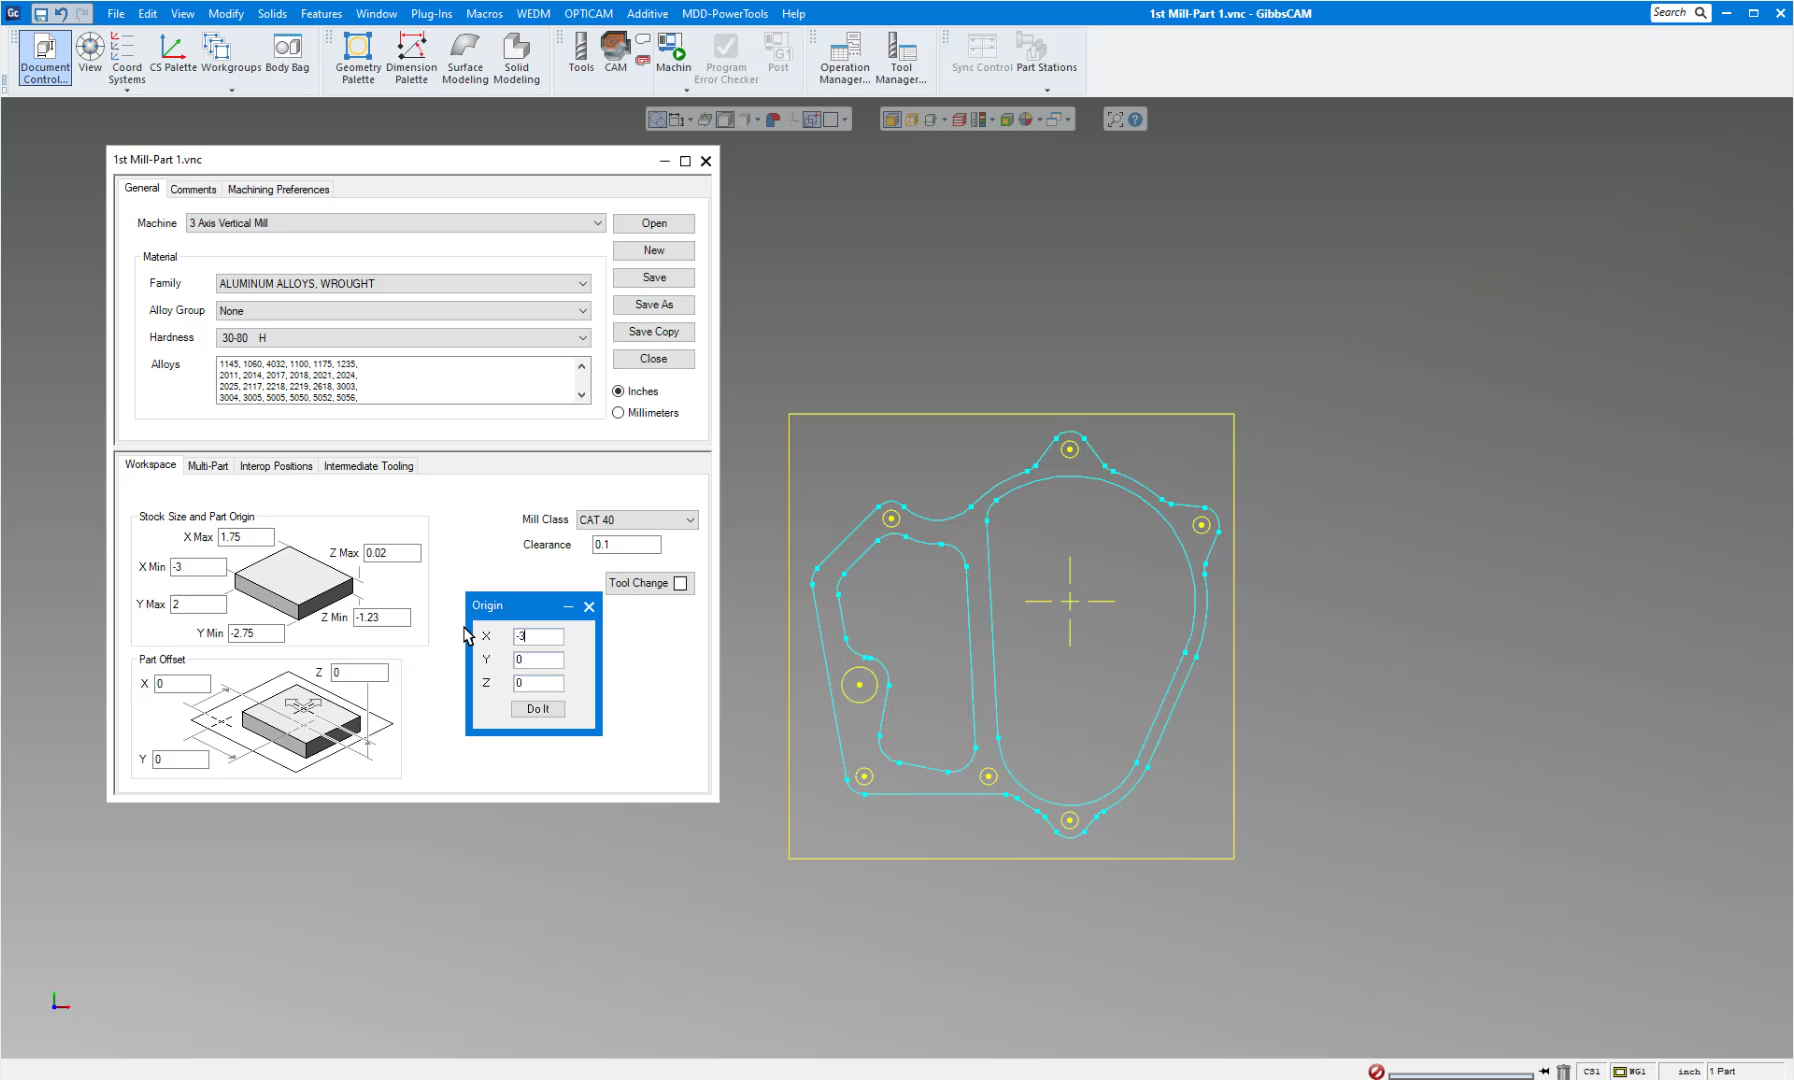 Gc File Edit View Modify Solids Features Window Plug-Ins Macros WEDM OPTICAM Additive MDD-PowerTools Help 1st Mill-Part 1.vnc - GibbsCAM Search
Document Control... View Coord Systems CS Palette Workgroups Body Bag Geometry Palette Dimension Palette Surface Modeling Solid Modeling Tools CAM Machin Program Error Checker Post Operation Manager... Tool Manager... Sync Control Part Stations
G1
1st Mill-Part 1.vnc
General Comments Machining Preferences
Machine 3 Axis Vertical Mill Open
New
Material
Family ALUMINUM ALLOYS, WROUGHT Save
Alloy Group None Save As
Hardness 30-80 H Save Copy
Alloys 1145, 1060, 4032, 1100, 1175, 1235, Close
2011, 2014, 2017, 2018, 2021, 2024,
2025, 2117, 2218, 2219, 2618, 3003,
3004, 3005, 5005, 5050, 5052, 5056,
Inches
Millimeters
Workspace Multi-Part Interop Positions Intermediate Tooling
Stock Size and Part Origin
X Max 1.75
Z Max 0.02
X Min -3
Y Max 2
Z Min -1.23
Y Min -2.75
Mill Class CAT 40
Clearance 0.1
Tool Change
Part Offset
Z 0
X 0
Y 0
Origin
X -3
Y 0
Z 0
Do It
CS1 WG1 inch 1 Part